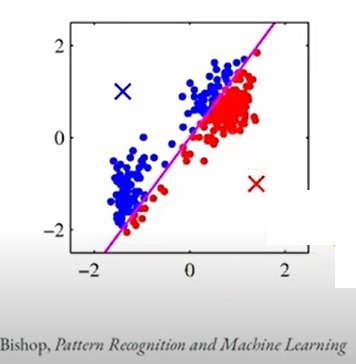 2
0
−2
−2 0 2
Bishop, Pattern Recognition and Machine Learning